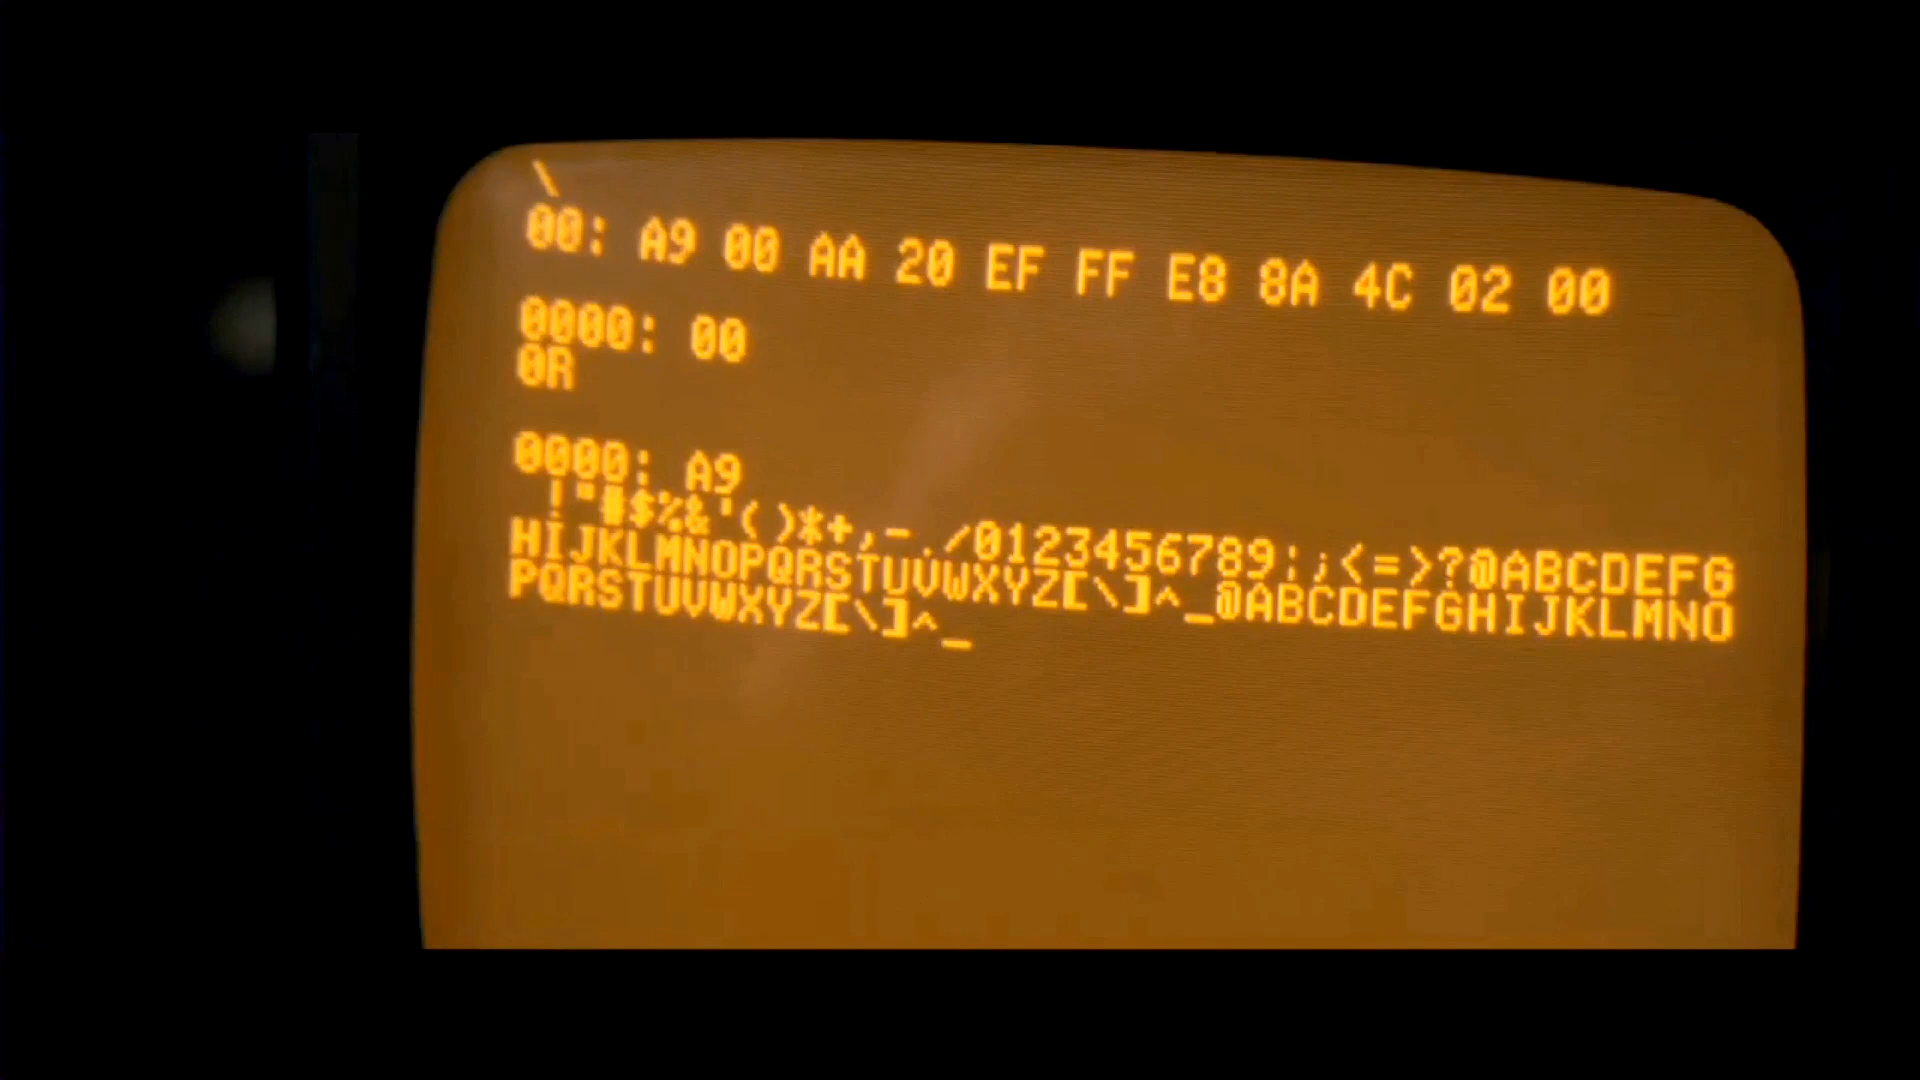 \
00: A9 00 AA 20 EF FF E8 8A 4C 02 00
0000: 00
0R
0000: A9
 !"#$%&'()*+,-./0123456789:;<=>?@ABCDEFG
HIJKLMNOPQRSTUVWXYZ[\]^_@ABCDEFGHIJKLMNO
PQRSTUVWXYZ[\]^_